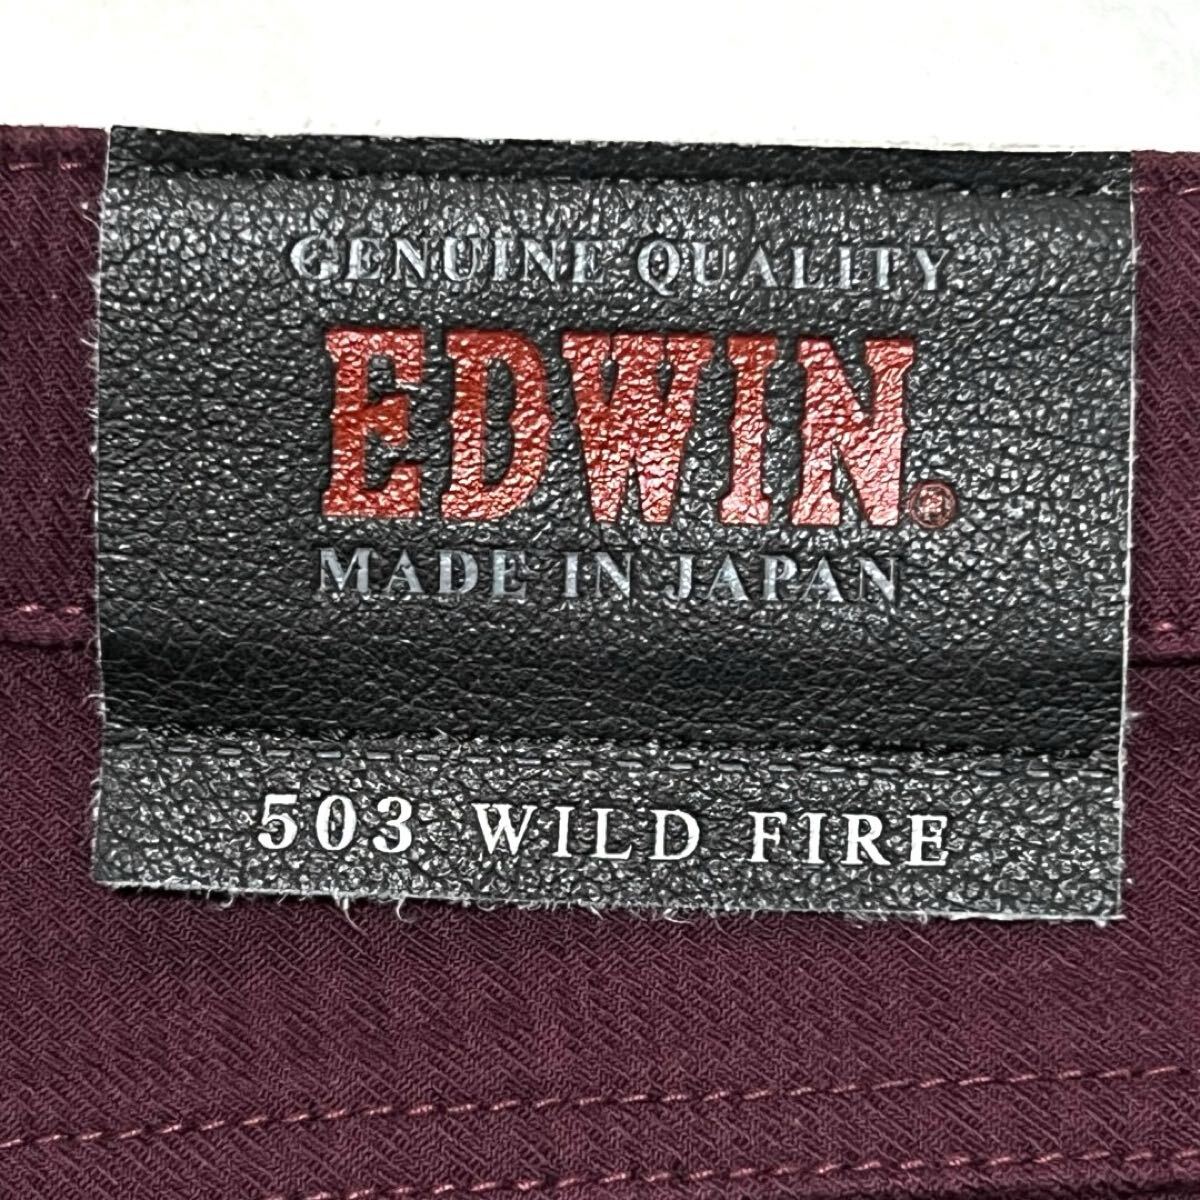 GENUINE QUALITY
EDWIN®
MADE IN JAPAN
503 WILD FIRE